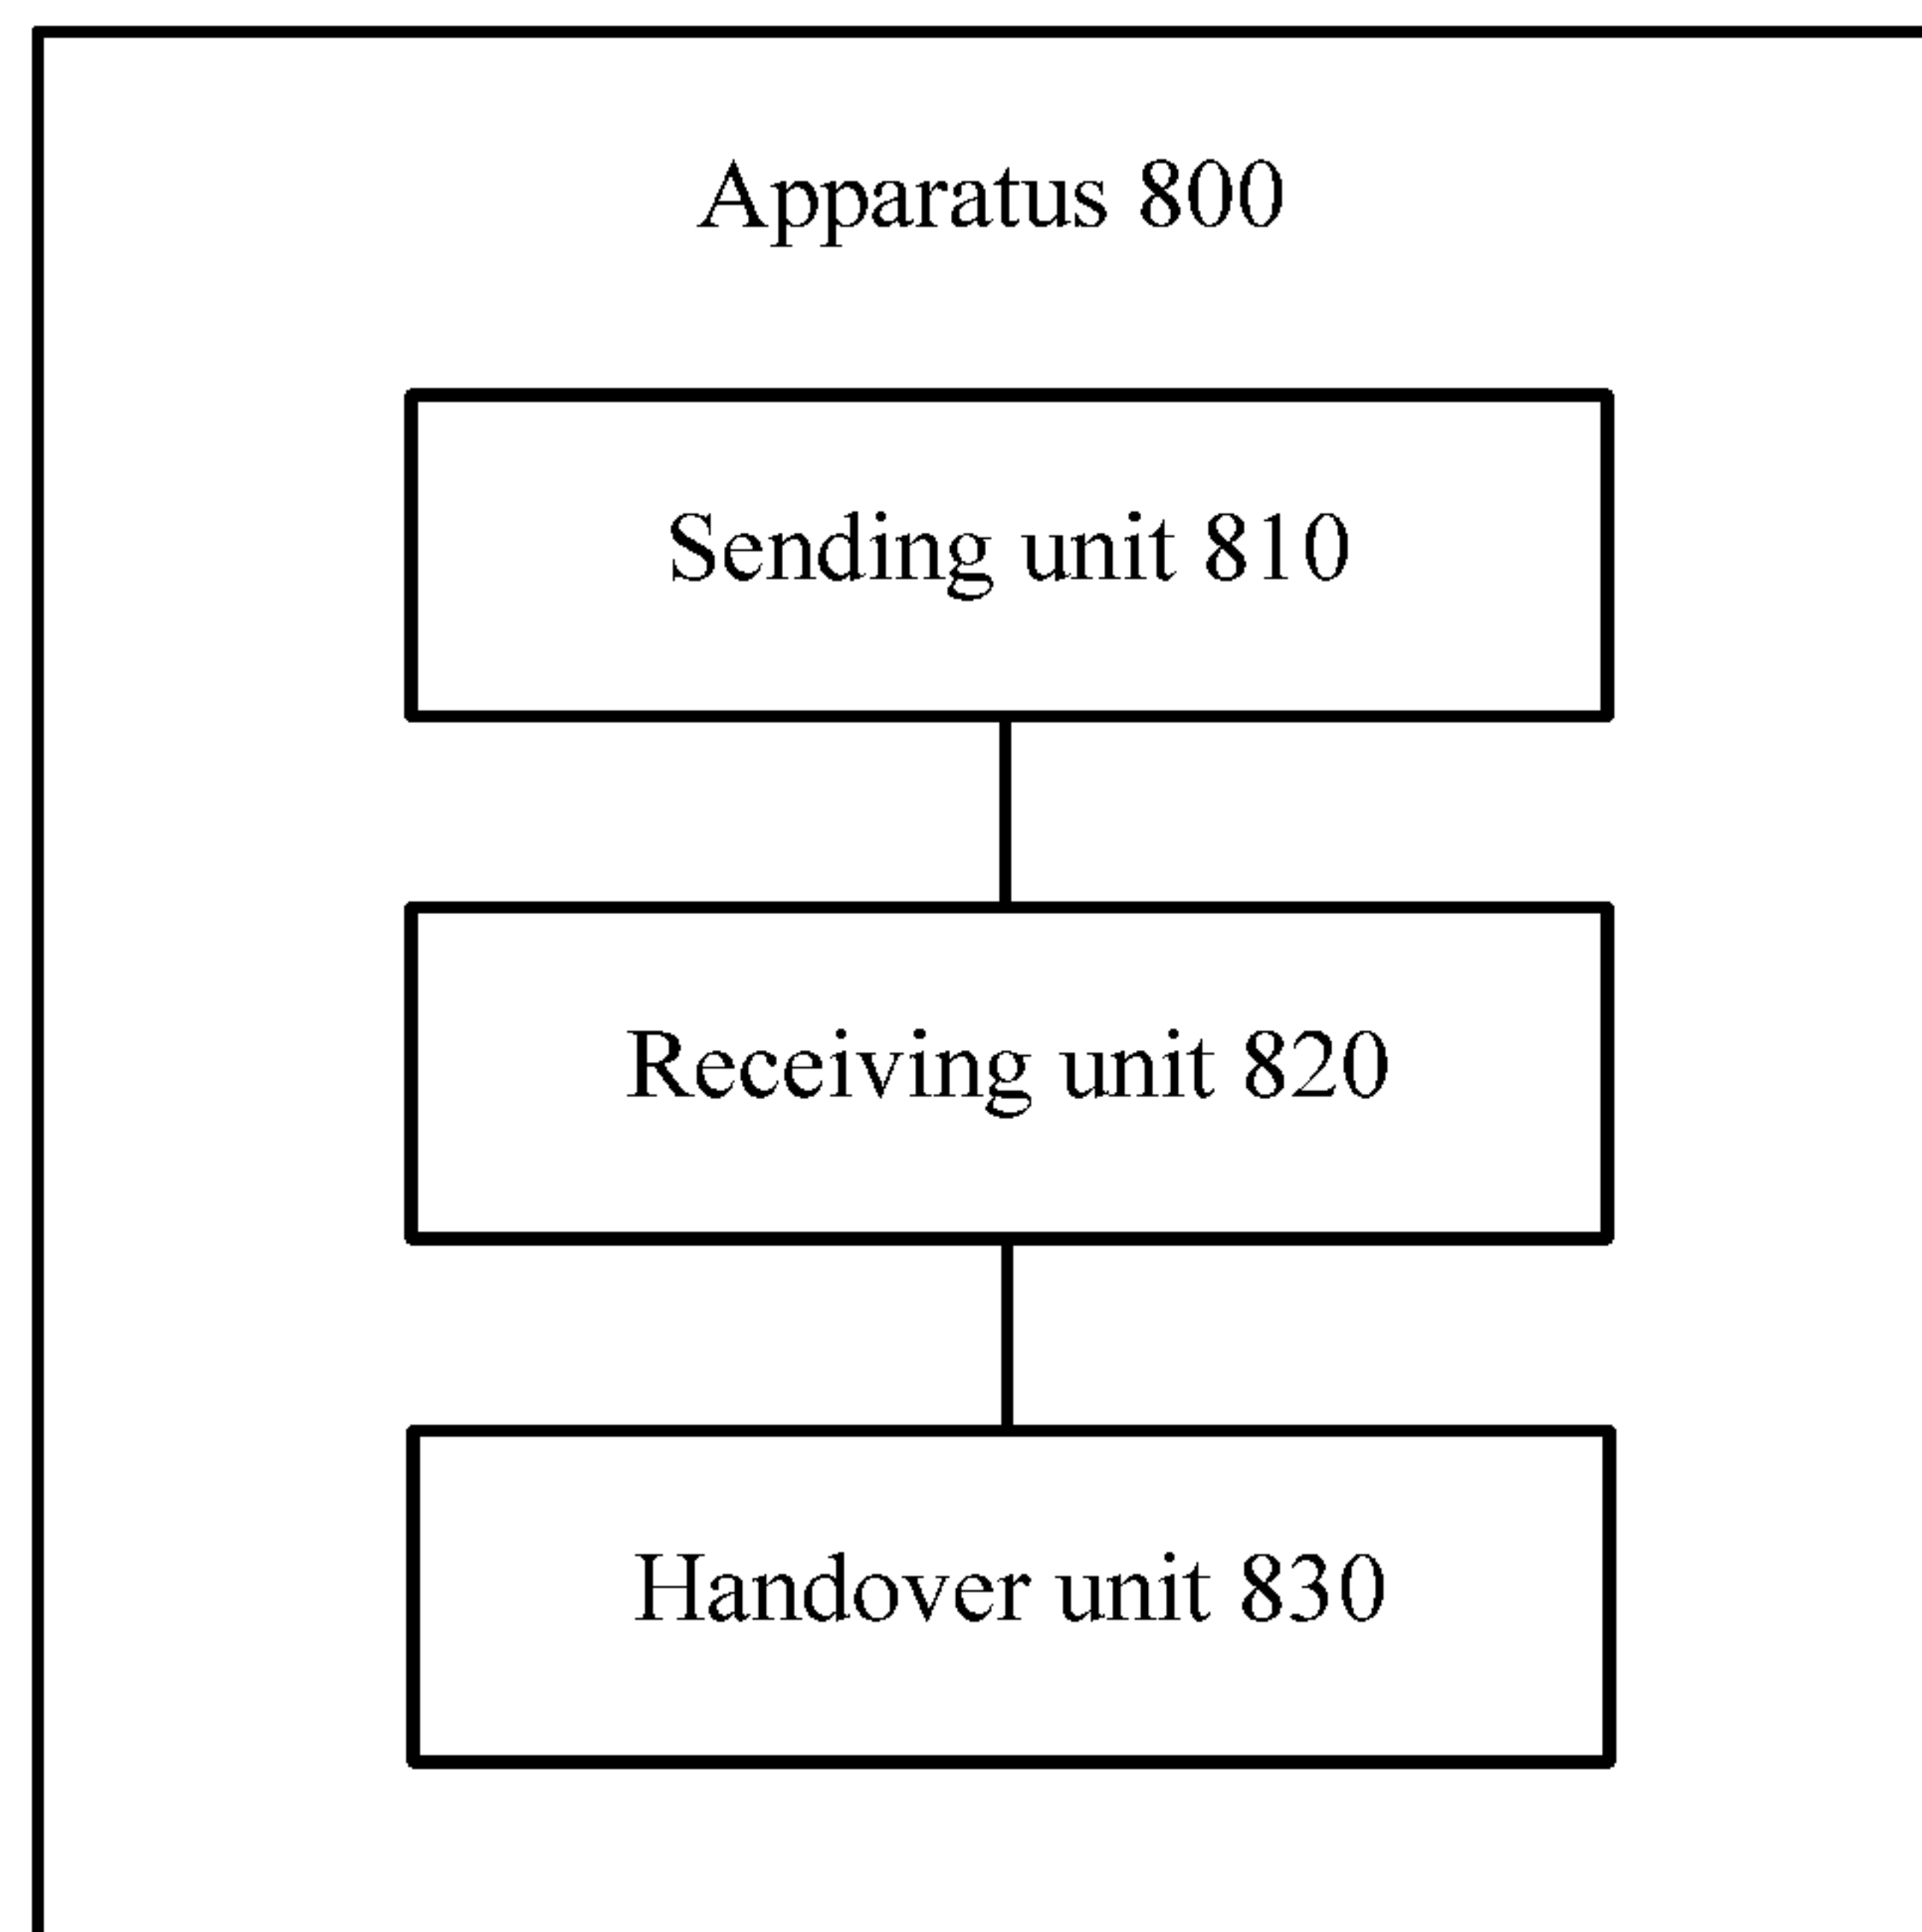 Apparatus 800
Sending unit 810
Receiving unit 820
Handover unit 830